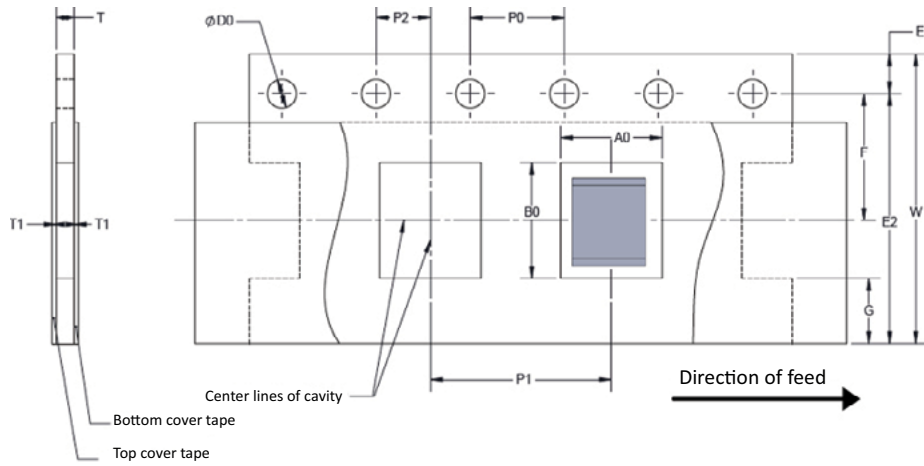 T
ØD0
P2
P0
E
A0
F
B0
T1
T1
E2
W
G
P1
Direction of feed
Center lines of cavity
Bottom cover tape
Top cover tape